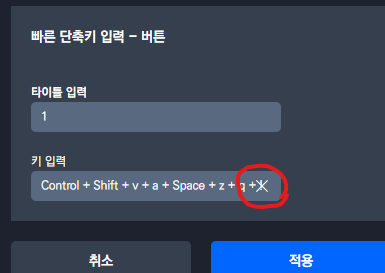 빠른 단축키 입력 - 버튼
타이틀 입력
1
키 입력
Control + Shift + v + a + Space + z + q +
취소
적용